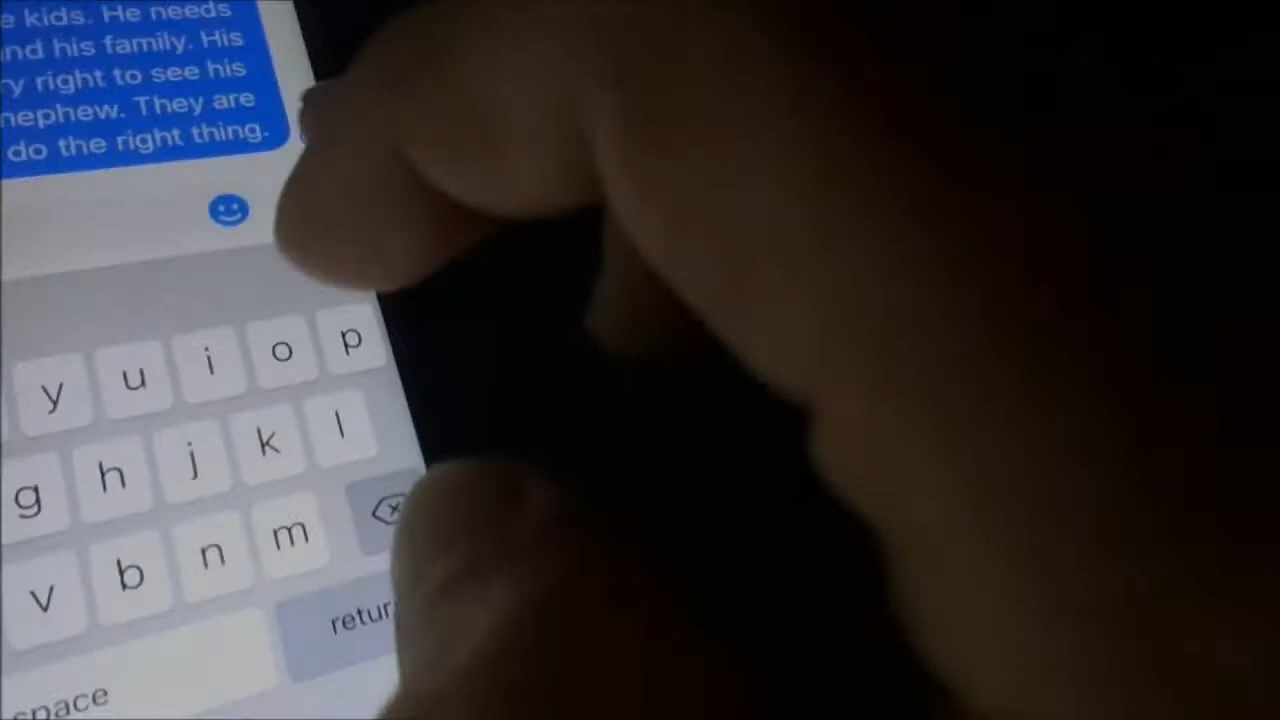 e kids. He needs
nd his family. His
y right to see his
nephew. They are
do the right thing.
y u i o p
g h j k l
v b n m
retur
space